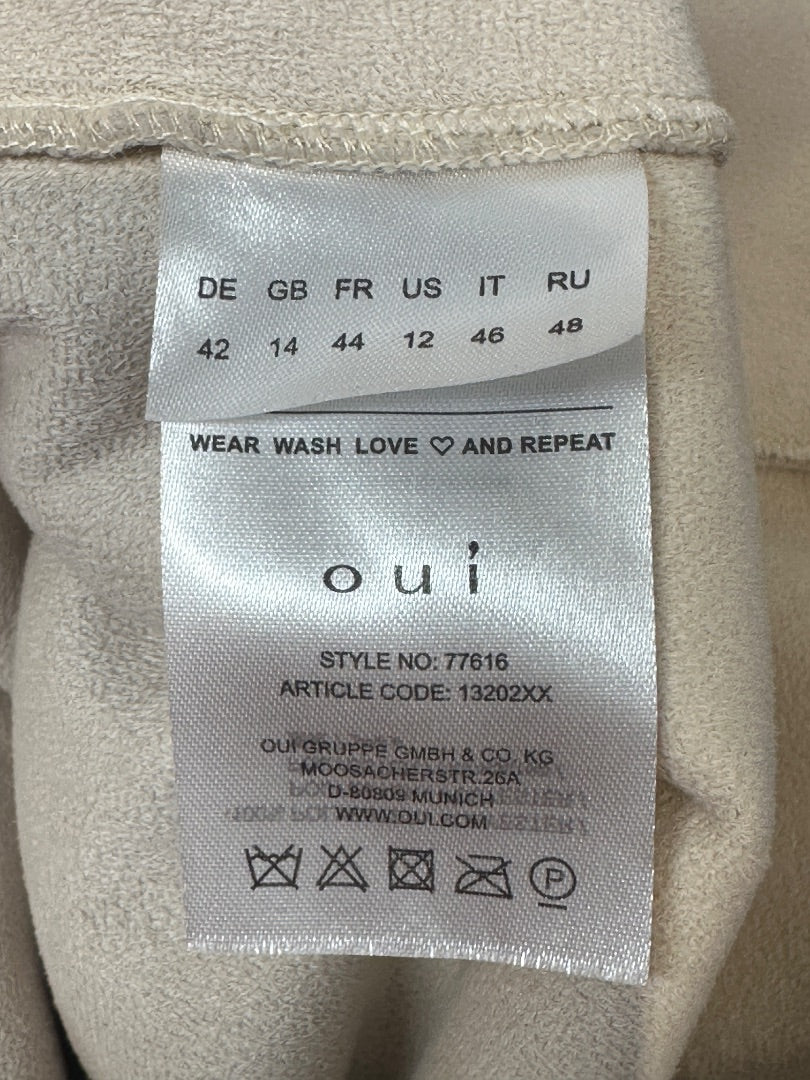 DE GB FR US IT RU
42 14 44 12 46 48
WEAR WASH LOVE ♡ AND REPEAT
oui
STYLE NO: 77616
ARTICLE CODE: 13202XX
OUI GRUPPE GMBH & CO. KG
MOOSACHERSTR.26A
D-80809 MUNICH
WWW.OUI.COM
P